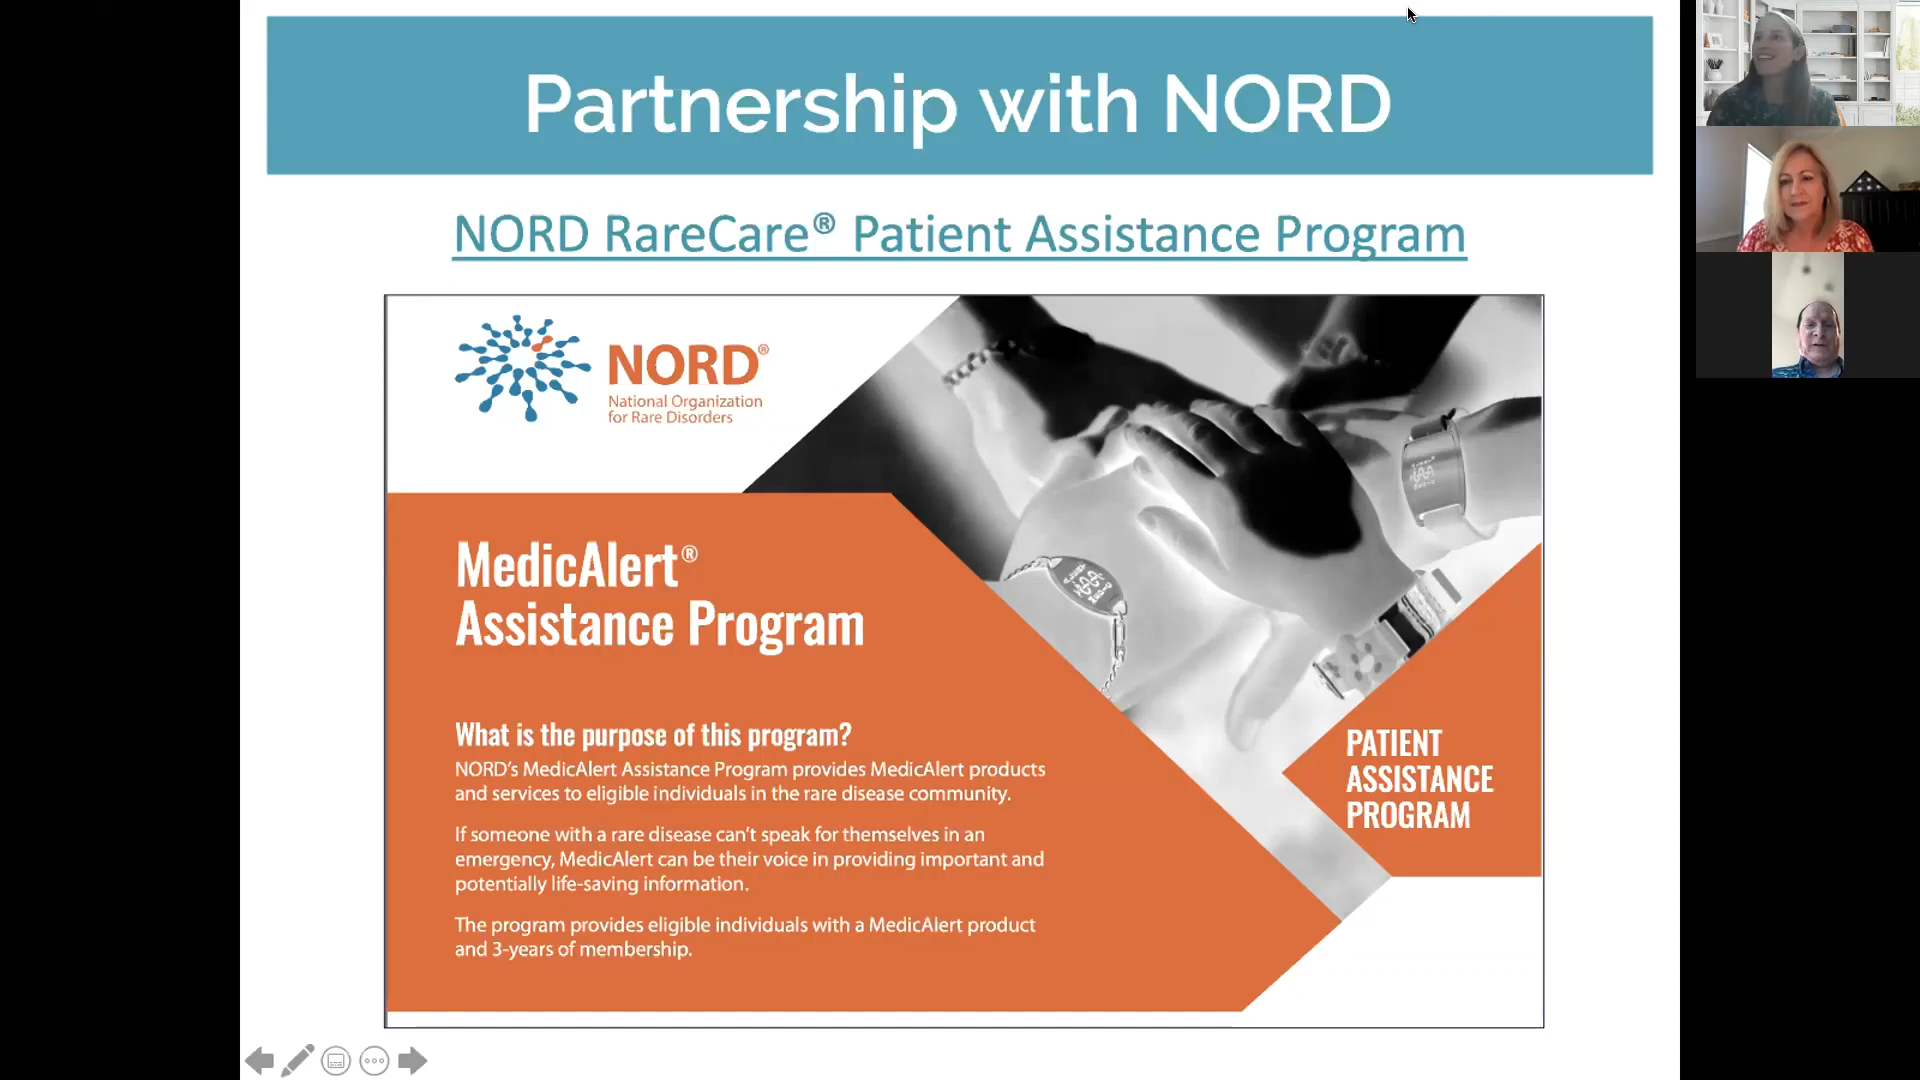 Partnership with NORD
NORD RareCare® Patient Assistance Program
NORD®
National Organization
for Rare Disorders
MedicAlert®
Assistance Program
What is the purpose of this program?
NORD's MedicAlert Assistance Program provides MedicAlert products
and services to eligible individuals in the rare disease community.
If someone with a rare disease can't speak for themselves in an
emergency, MedicAlert can be their voice in providing important and
potentially life-saving information.
The program provides eligible individuals with a MedicAlert product
and 3-years of membership.
PATIENT
ASSISTANCE
PROGRAM